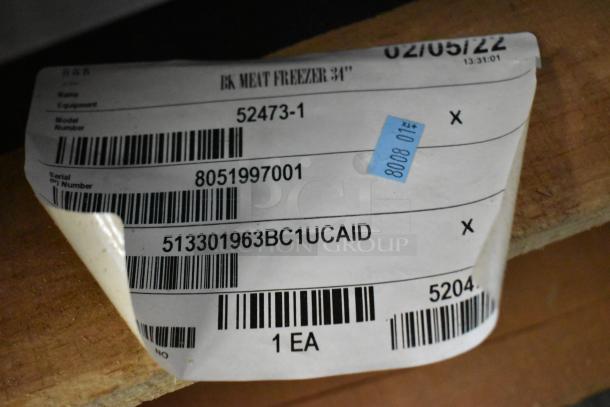 02/05/22
13:31:01
Name
BK MEAT FREEZER 34"
Equipment
52473-1
Model
Number
X
8008 01
Serial
Number
8051997001
513301963BC1UCAID
X
1 EA
5204
NO